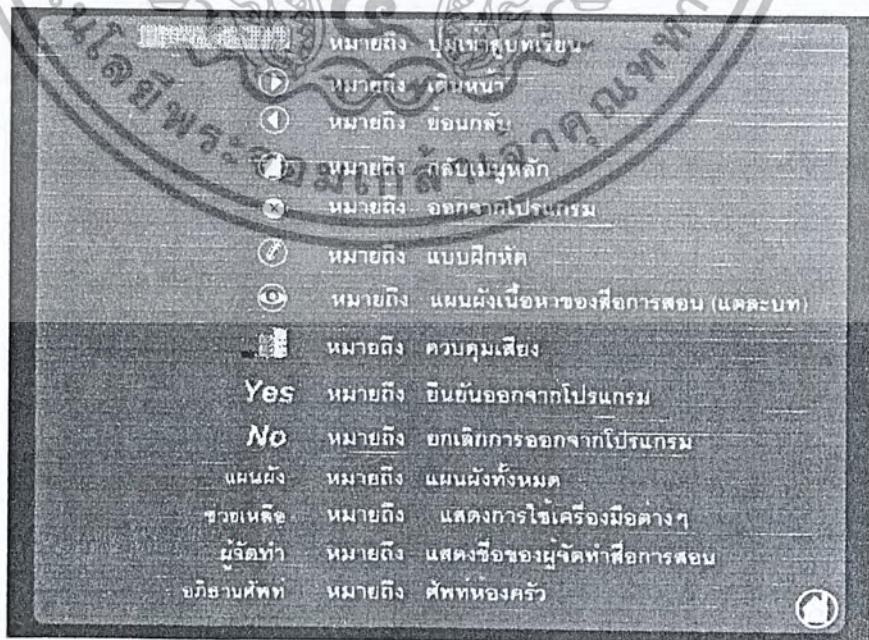 หมายถึง ปุ่มเข้าสู่บทเรียน
หมายถึง เดินหน้า
หมายถึง ย้อนกลับ
หมายถึง กลับเมนูหลัก
หมายถึง ออกจากโปรแกรม
หมายถึง แบบฝึกหัด
หมายถึง แผนผังเนื้อหาของสื่อการสอน (แต่ละบท)
หมายถึง ควบคุมเสียง
Yes หมายถึง ยืนยันออกจากโปรแกรม
No หมายถึง ยกเลิกการออกจากโปรแกรม
แผนผัง หมายถึง แผนผังทั้งหมด
ช่วยเหลือ หมายถึง แสดงการใช้เครื่องมือต่างๆ
ผู้จัดทำ หมายถึง แสดงชื่อของผู้จัดทำสื่อการสอน
อภิธานศัพท์ หมายถึง ศัพท์ห้องครัว